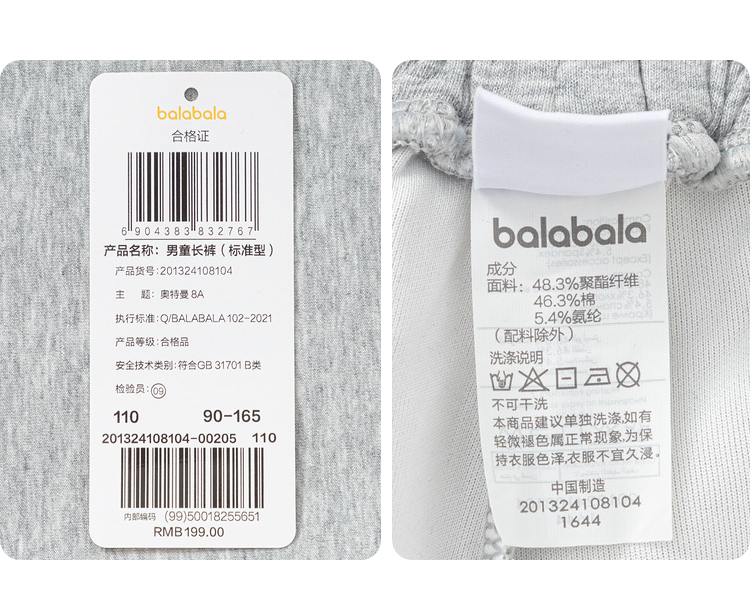 balabala
合格证
6 904383 832767
产品名称：男童长裤（标准型）
产品货号:201324108104
主 题：奥特曼 8A
执行标准：Q/BALABALA 102-2021
产品等级：合格品
安全技术类别：符合GB 31701 B类
检验员：09
110 90-165
201324108104-00205 110
内部编码 (99)50018255651
RMB199.00
balabala
成分
面料：48.3%聚酯纤维
46.3%棉
5.4%氨纶
（配料除外）
洗涤说明
不可干洗
本商品建议单独洗涤,如有
轻微褪色属正常现象,为保
持衣服色泽,衣服不宜久浸。
中国制造
201324108104
1644